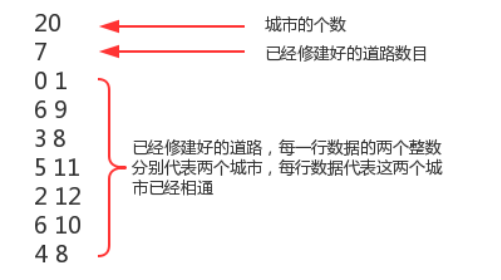 20
城市的个数
7
已经修建好的道路数目
0 1
6 9
3 8
5 11
2 12
6 10
4 8
已经修建好的道路，每一行数据的两个整数
分别代表两个城市，每行数据代表这两个城
市已经相通